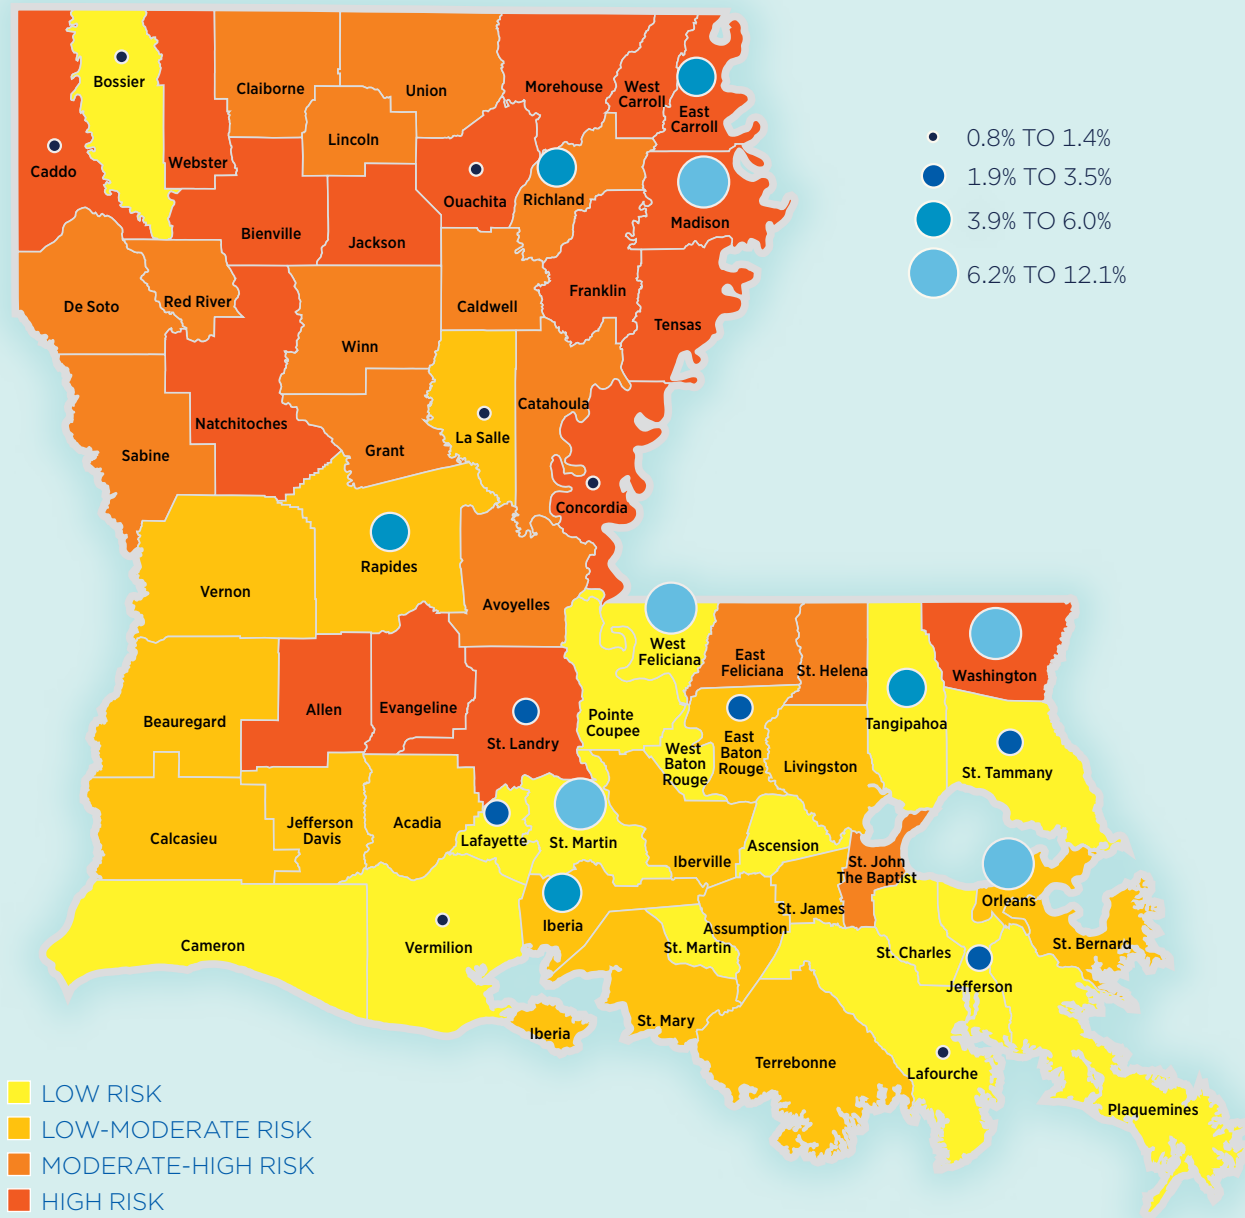 Bossier
Claiborne
Union
Morehouse
West
Carroll
East
Carroll
Caddo
Webster
Lincoln
Ouachita
Richland
Madison
Bienville
Jackson
De Soto
Red River
Caldwell
Franklin
Tensas
Winn
Natchitoches
Catahoula
La Salle
Sabine
Grant
Concordia
Rapides
Vernon
Avoyelles
West
Feliciana
East
Feliciana
St. Helena
Washington
Beauregard
Allen
Evangeline
St. Landry
Pointe
Coupee
West
Baton
Rouge
East
Baton
Rouge
Livingston
Tangipahoa
St. Tammany
Calcasieu
Jefferson
Davis
Acadia
Lafayette
St. Martin
Iberville
Ascension
St. John
The Baptist
Orleans
Cameron
Vermilion
Iberia
St. Martin
Assumption
St. James
St. Charles
Jefferson
St. Bernard
Iberia
St. Mary
Terrebonne
Lafourche
Plaquemines
0.8% TO 1.4%
1.9% TO 3.5%
3.9% TO 6.0%
6.2% TO 12.1%
LOW RISK
LOW-MODERATE RISK
MODERATE-HIGH RISK
HIGH RISK